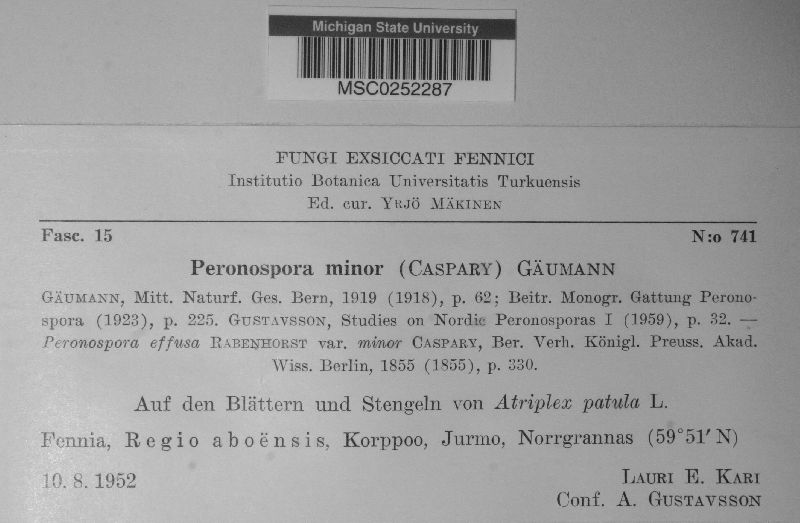 Michigan State University
MSC0252287
FUNGI EXSICCATI FENNICI
Institutio Botanica Universitatis Turkuensis
Ed. cur. YRJÖ MÄKINEN
Fasc. 15 N:o 741
Peronospora minor (CASPARY) GÄUMANN
GÄUMANN, Mitt. Naturf. Ges. Bern, 1919 (1918), p. 62; Beitr. Monogr. Gattung Perono-
spora (1923), p. 225. GUSTAVSSON, Studies on Nordic Peronosporas I (1959), p. 32. —
Peronospora effusa RABENHORST var. minor CASPARY, Ber. Verh. Königl. Preuss. Akad.
Wiss. Berlin, 1855 (1855), p. 330.
Auf den Blättern und Stengeln von Atriplex patula L.
Fennia, Regio aboënsis, Korppoo, Jurmo, Norrgrannas (59°51′ N)
10. 8. 1952 LAURI E. KARI
Conf. A. GUSTAVSSON